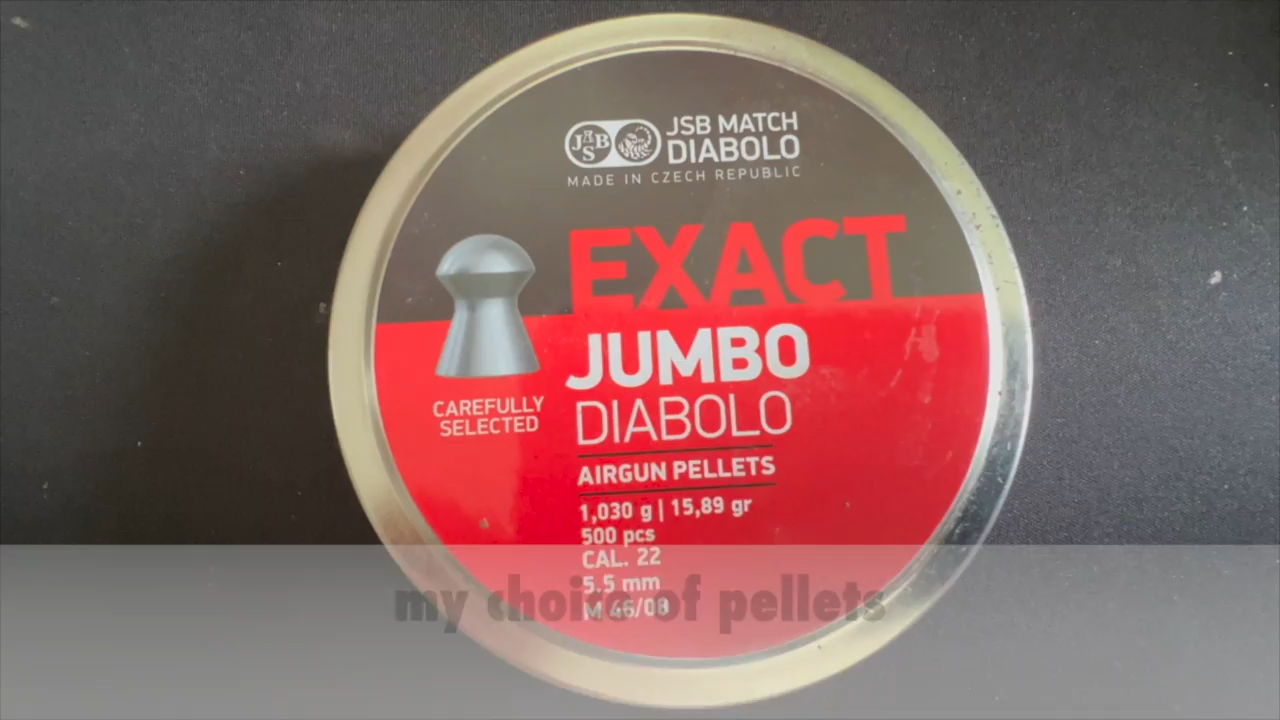 JSB
JSB MATCH
DIABOLO
MADE IN CZECH REPUBLIC
EXACT
JUMBO
DIABOLO
CAREFULLY
SELECTED
AIRGUN PELLETS
1,030 g | 15,89 gr
500 pcs
CAL. 22
5.5 mm
M 46/08
my choice of pellets